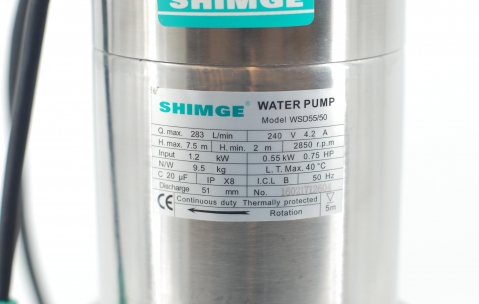 SHIMGE
SHIMGE WATER PUMP
Model WSD55/50
Q. max. 283 L/min 240 V 4.2 A
H. max. 7.5 m H. min. 2 m 2850 r.p.m
Input 1.2 kW 0.55 kW 0.75 HP
N/W 9.5 kg L. T. Max. 40 °C
C 20 µF IP X8 I.C.L B 50 Hz
Discharge 51 mm No.
CE Continuous duty Thermally protected ▽
Rotation 5m